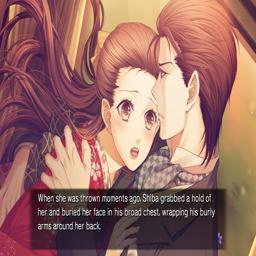 When she was thrown moments ago, Shiba grabbed a hold of
her and buried her face in his broad chest, wrapping his burly
arms around her back.